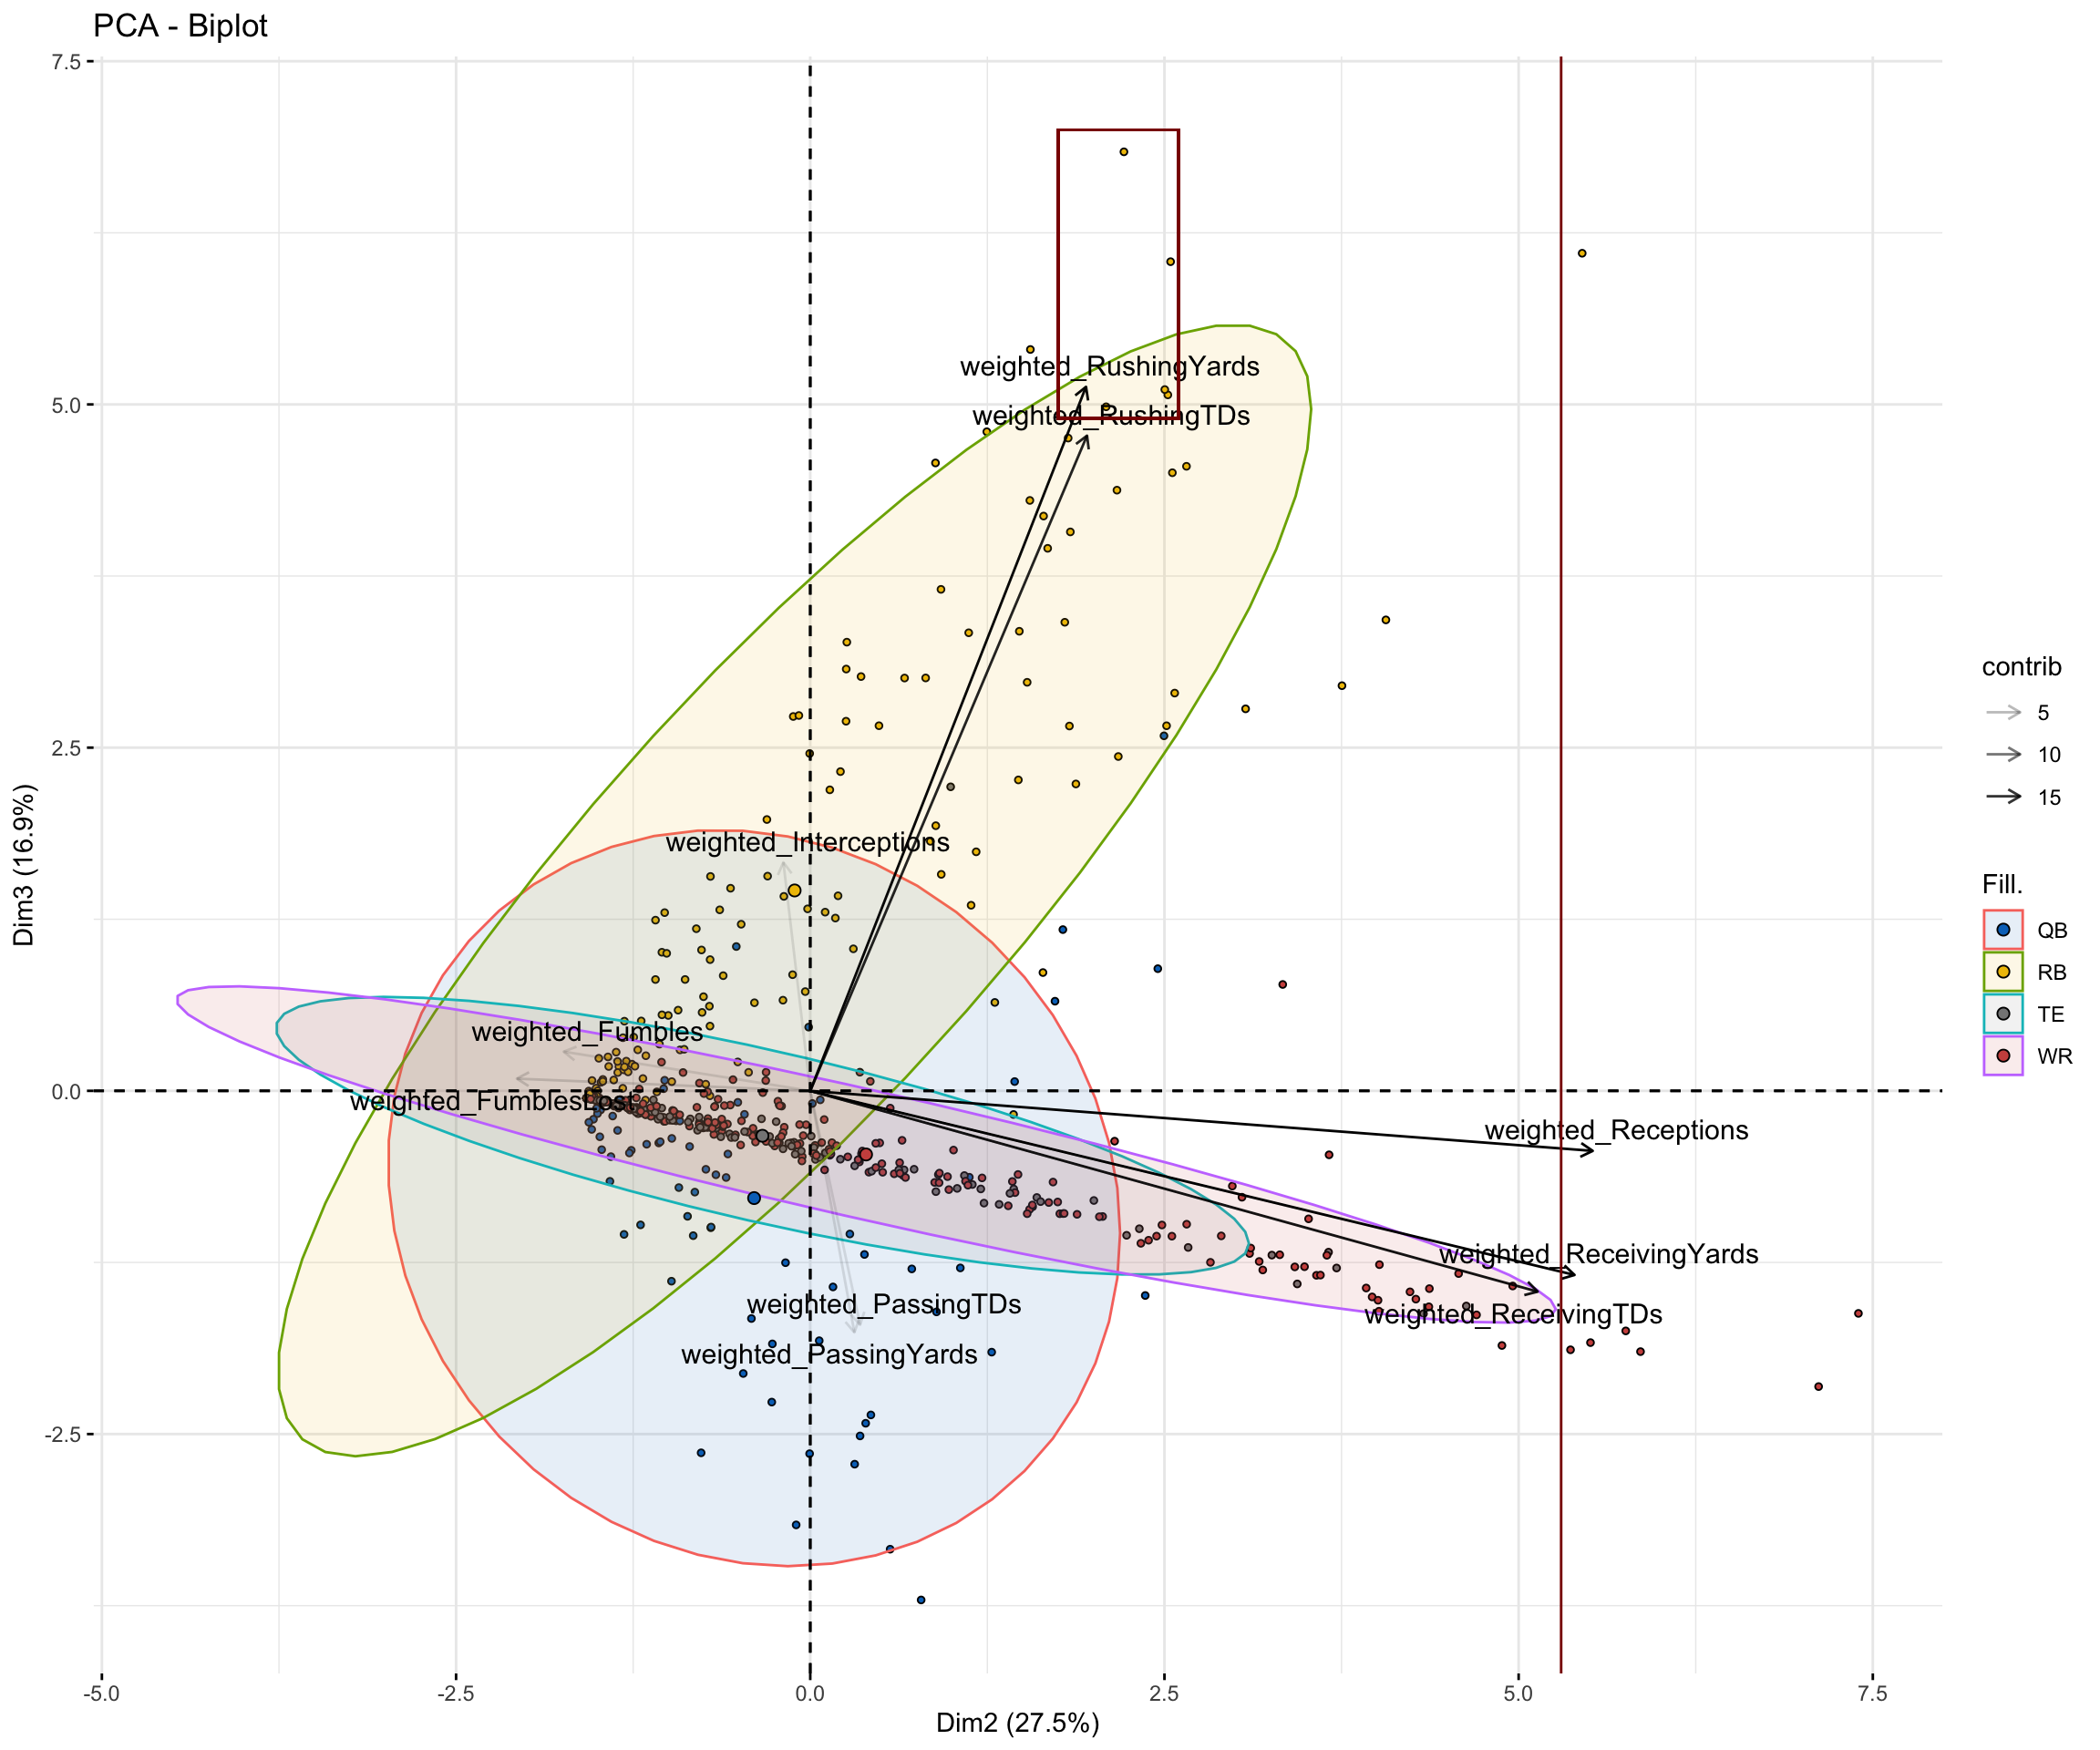 PCA - Biplot
7.5
5.0
2.5
0.0
-2.5
Dim3 (16.9%)
weighted_RushingYards
weighted_RushingTDs
weighted_Interceptions
weighted_Fumbles
weighted_FumblesLost
weighted_Receptions
weighted_ReceivingYards
weighted_ReceivingTDs
weighted_PassingTDs
weighted_PassingYards
-5.0 -2.5 0.0 2.5 5.0 7.5
Dim2 (27.5%)
contrib
5
10
15
Fill.
QB
RB
TE
WR